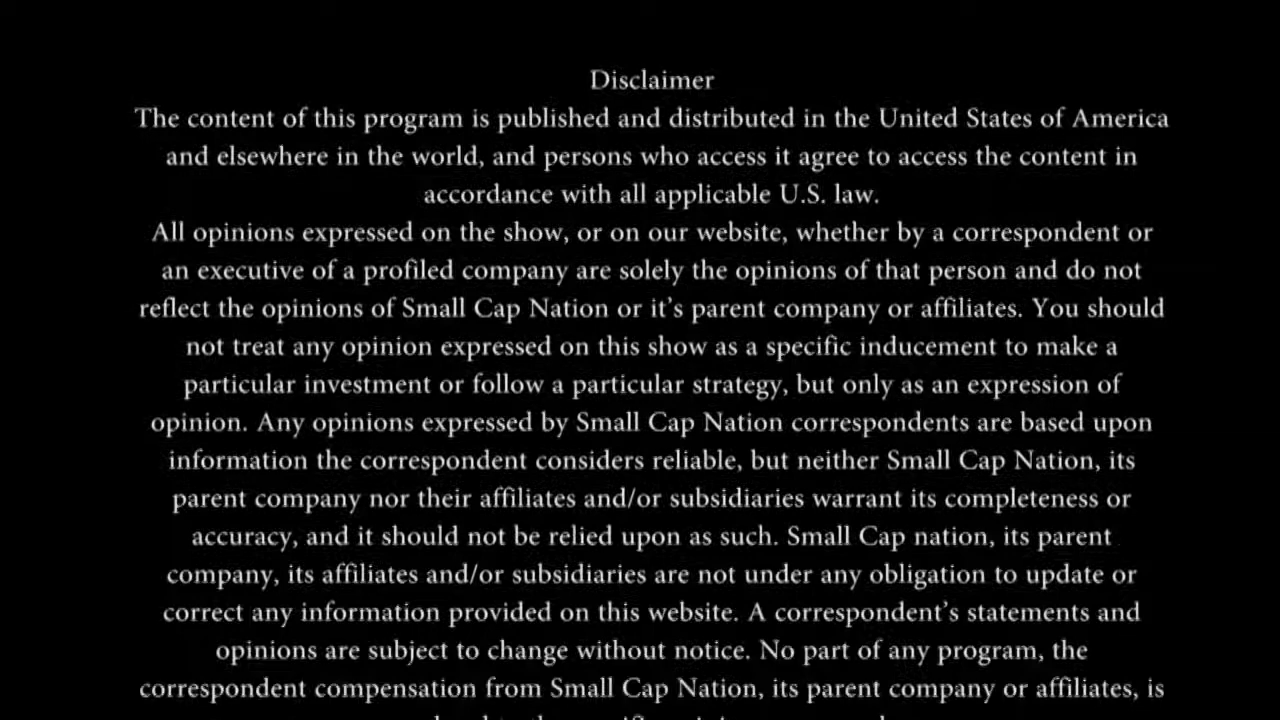 Disclaimer
The content of this program is published and distributed in the United States of America
and elsewhere in the world, and persons who access it agree to access the content in
accordance with all applicable U.S. law.
All opinions expressed on the show, or on our website, whether by a correspondent or
an executive of a profiled company are solely the opinions of that person and do not
reflect the opinions of Small Cap Nation or it's parent company or affiliates. You should
not treat any opinion expressed on this show as a specific inducement to make a
particular investment or follow a particular strategy, but only as an expression of
opinion. Any opinions expressed by Small Cap Nation correspondents are based upon
information the correspondent considers reliable, but neither Small Cap Nation, its
parent company nor their affiliates and/or subsidiaries warrant its completeness or
accuracy, and it should not be relied upon as such. Small Cap nation, its parent
company, its affiliates and/or subsidiaries are not under any obligation to update or
correct any information provided on this website. A correspondent's statements and
opinions are subject to change without notice. No part of any program, the
correspondent compensation from Small Cap Nation, its parent company or affiliates, is